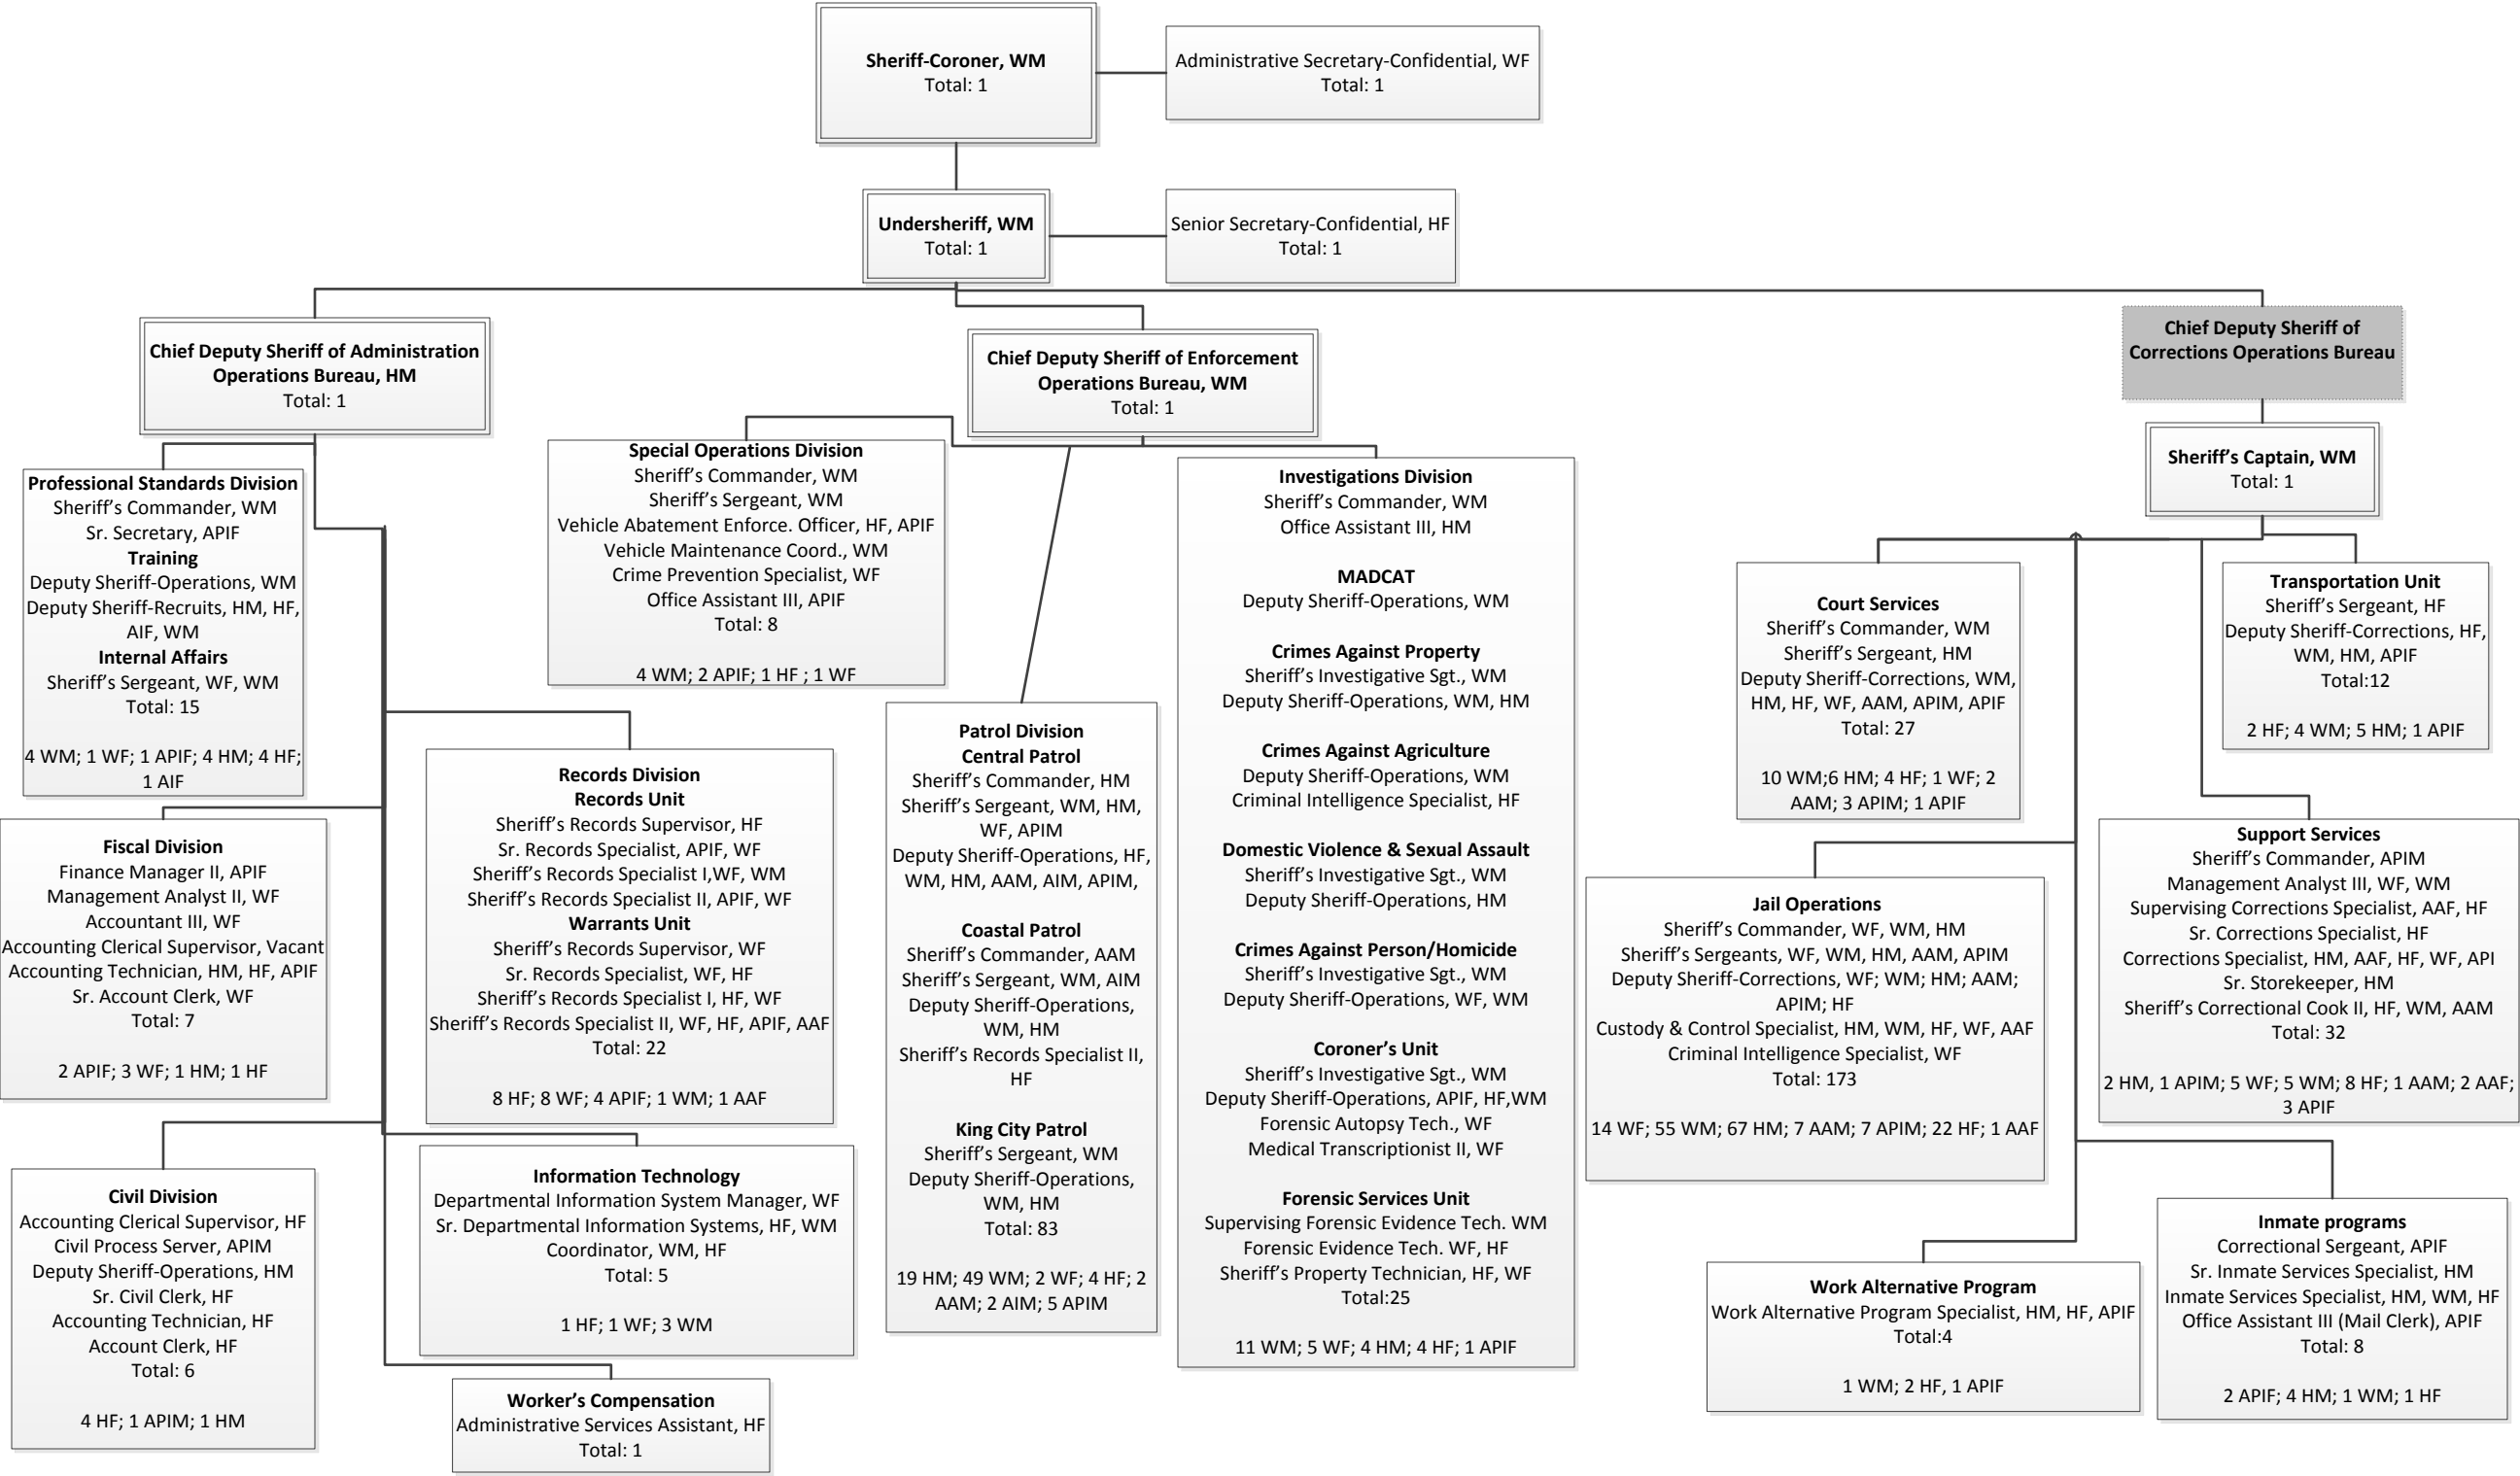 Sheriff-Coroner, WM
Total: 1
Administrative Secretary-Confidential, WF
Total: 1
Undersheriff, WM
Total: 1
Senior Secretary-Confidential, HF
Total: 1
Chief Deputy Sheriff of Administration
Operations Bureau, HM
Total: 1
Chief Deputy Sheriff of Enforcement
Operations Bureau, WM
Total: 1
Chief Deputy Sheriff of
Corrections Operations Bureau
Sheriff’s Captain, WM
Total: 1
Professional Standards Division
Sheriff’s Commander, WM
Sr. Secretary, APIF
Training
Deputy Sheriff-Operations, WM
Deputy Sheriff-Recruits, HM, HF,
AIF, WM
Internal Affairs
Sheriff’s Sergeant, WF, WM
Total: 15
4 WM; 1 WF; 1 APIF; 4 HM; 4 HF;
1 AIF
Fiscal Division
Finance Manager II, APIF
Management Analyst II, WF
Accountant III, WF
Accounting Clerical Supervisor, Vacant
Accounting Technician, HM, HF, APIF
Sr. Account Clerk, WF
Total: 7
2 APIF; 3 WF; 1 HM; 1 HF
Civil Division
Accounting Clerical Supervisor, HF
Civil Process Server, APIM
Deputy Sheriff-Operations, HM
Sr. Civil Clerk, HF
Accounting Technician, HF
Account Clerk, HF
Total: 6
4 HF; 1 APIM; 1 HM
Records Division
Records Unit
Sheriff’s Records Supervisor, HF
Sr. Records Specialist, APIF, WF
Sheriff’s Records Specialist I,WF, WM
Sheriff’s Records Specialist II, APIF, WF
Warrants Unit
Sheriff’s Records Supervisor, WF
Sr. Records Specialist, WF, HF
Sheriff’s Records Specialist I, HF, WF
Sheriff’s Records Specialist II, WF, HF, APIF, AAF
Total: 22
8 HF; 8 WF; 4 APIF; 1 WM; 1 AAF
Information Technology
Departmental Information System Manager, WF
Sr. Departmental Information Systems, HF, WM
Coordinator, WM, HF
Total: 5
1 HF; 1 WF; 3 WM
Worker’s Compensation
Administrative Services Assistant, HF
Total: 1
Special Operations Division
Sheriff’s Commander, WM
Sheriff’s Sergeant, WM
Vehicle Abatement Enforce. Officer, HF, APIF
Vehicle Maintenance Coord., WM
Crime Prevention Specialist, WF
Office Assistant III, APIF
Total: 8
4 WM; 2 APIF; 1 HF ; 1 WF
Patrol Division
Central Patrol
Sheriff’s Commander, HM
Sheriff’s Sergeant, WM, HM,
WF, APIM
Deputy Sheriff-Operations, HF,
WM, HM, AAM, AIM, APIM,
Coastal Patrol
Sheriff’s Commander, AAM
Sheriff’s Sergeant, WM, AIM
Deputy Sheriff-Operations,
WM, HM
Sheriff’s Records Specialist II,
HF
King City Patrol
Sheriff’s Sergeant, WM
Deputy Sheriff-Operations,
WM, HM
Total: 83
19 HM; 49 WM; 2 WF; 4 HF; 2
AAM; 2 AIM; 5 APIM
Investigations Division
Sheriff’s Commander, WM
Office Assistant III, HM
MADCAT
Deputy Sheriff-Operations, WM
Crimes Against Property
Sheriff’s Investigative Sgt., WM
Deputy Sheriff-Operations, WM, HM
Crimes Against Agriculture
Deputy Sheriff-Operations, WM
Criminal Intelligence Specialist, HF
Domestic Violence & Sexual Assault
Sheriff’s Investigative Sgt., WM
Deputy Sheriff-Operations, HM
Crimes Against Person/Homicide
Sheriff’s Investigative Sgt., WM
Deputy Sheriff-Operations, WF, WM
Coroner’s Unit
Sheriff’s Investigative Sgt., WM
Deputy Sheriff-Operations, APIF, HF,WM
Forensic Autopsy Tech., WF
Medical Transcriptionist II, WF
Forensic Services Unit
Supervising Forensic Evidence Tech. WM
Forensic Evidence Tech. WF, HF
Sheriff’s Property Technician, HF, WF
Total:25
11 WM; 5 WF; 4 HM; 4 HF; 1 APIF
Court Services
Sheriff’s Commander, WM
Sheriff’s Sergeant, HM
Deputy Sheriff-Corrections, WM,
HM, HF, WF, AAM, APIM, APIF
Total: 27
10 WM;6 HM; 4 HF; 1 WF; 2
AAM; 3 APIM; 1 APIF
Transportation Unit
Sheriff’s Sergeant, HF
Deputy Sheriff-Corrections, HF,
WM, HM, APIF
Total:12
2 HF; 4 WM; 5 HM; 1 APIF
Jail Operations
Sheriff’s Commander, WF, WM, HM
Sheriff’s Sergeants, WF, WM, HM, AAM, APIM
Deputy Sheriff-Corrections, WF; WM; HM; AAM;
APIM; HF
Custody & Control Specialist, HM, WM, HF, WF, AAF
Criminal Intelligence Specialist, WF
Total: 173
14 WF; 55 WM; 67 HM; 7 AAM; 7 APIM; 22 HF; 1 AAF
Support Services
Sheriff’s Commander, APIM
Management Analyst III, WF, WM
Supervising Corrections Specialist, AAF, HF
Sr. Corrections Specialist, HF
Corrections Specialist, HM, AAF, HF, WF, API
Sr. Storekeeper, HM
Sheriff’s Correctional Cook II, HF, WM, AAM
Total: 32
2 HM, 1 APIM; 5 WF; 5 WM; 8 HF; 1 AAM; 2 AAF;
3 APIF
Work Alternative Program
Work Alternative Program Specialist, HM, HF, APIF
Total:4
1 WM; 2 HF, 1 APIF
Inmate programs
Correctional Sergeant, APIF
Sr. Inmate Services Specialist, HM
Inmate Services Specialist, HM, WM, HF
Office Assistant III (Mail Clerk), APIF
Total: 8
2 APIF; 4 HM; 1 WM; 1 HF